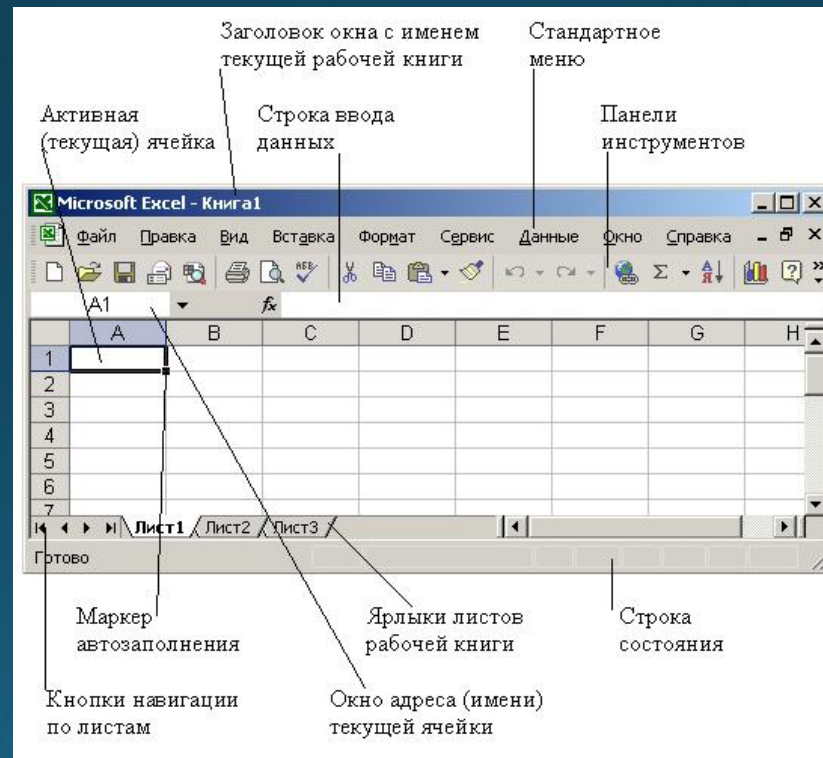 Заголовок окна с именем
текущей рабочей книги
Стандартное
меню
Активная
(текущая) ячейка
Строка ввода
данных
Панели
инструментов
Microsoft Excel - Книга1
Файл Правка Вид Вставка Формат Сервис Данные Окно Справка
A1
fx
A B C D E F G H
1
2
3
4
5
6
7
Лист1 Лист2 Лист3
Готово
Маркер
автозаполнения
Ярлыки листов
рабочей книги
Строка
состояния
Кнопки навигации
по листам
Окно адреса (имени)
текущей ячейки